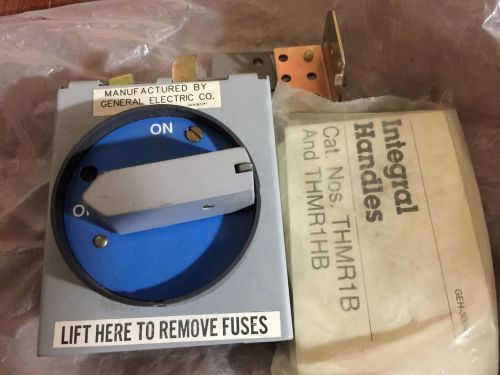 MANUFACTURED BY
GENERAL ELECTRIC CO.
ON
LIFT HERE TO REMOVE FUSES
Integral
Handles
Cat. Nos. THMR1B
And THMR1HB